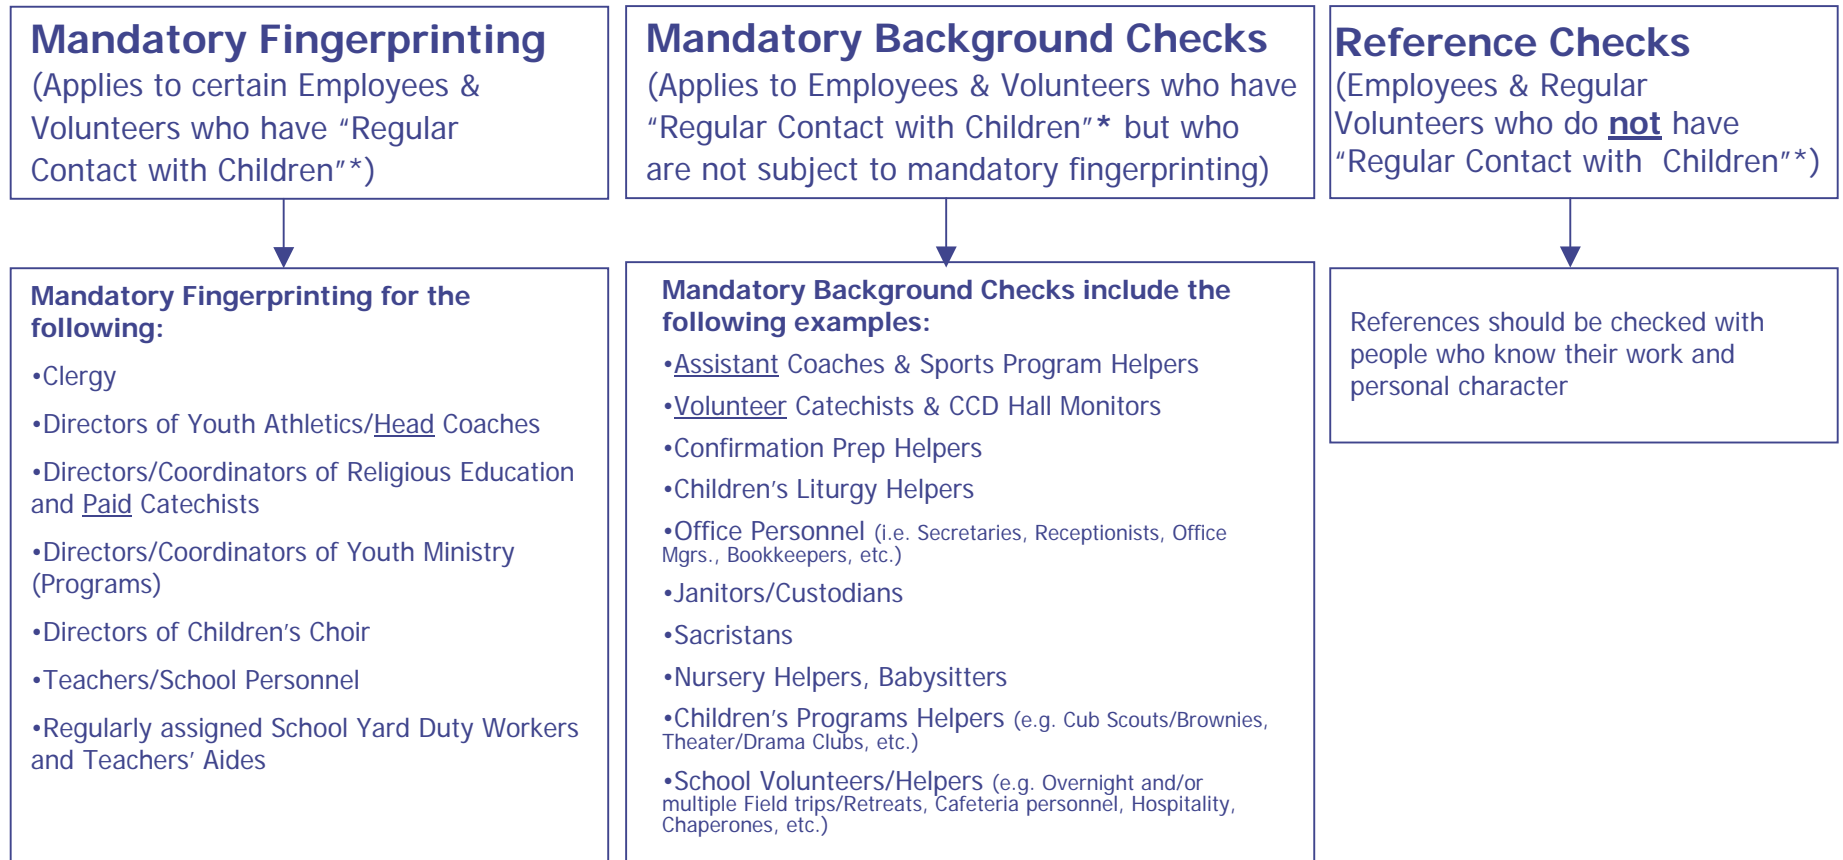 Mandatory Fingerprinting
(Applies to certain Employees &
Volunteers who have “Regular
Contact with Children”*)
Mandatory Fingerprinting for the
following:
•Clergy
•Directors of Youth Athletics/Head Coaches
•Directors/Coordinators of Religious Education
and Paid Catechists
•Directors/Coordinators of Youth Ministry
(Programs)
•Directors of Children’s Choir
•Teachers/School Personnel
•Regularly assigned School Yard Duty Workers
and Teachers’ Aides
Mandatory Background Checks
(Applies to Employees & Volunteers who have
“Regular Contact with Children”* but who
are not subject to mandatory fingerprinting)
Mandatory Background Checks include the
following examples:
•Assistant Coaches & Sports Program Helpers
•Volunteer Catechists & CCD Hall Monitors
•Confirmation Prep Helpers
•Children’s Liturgy Helpers
•Office Personnel (i.e. Secretaries, Receptionists, Office
Mgrs., Bookkeepers, etc.)
•Janitors/Custodians
•Sacristans
•Nursery Helpers, Babysitters
•Children’s Programs Helpers (e.g. Cub Scouts/Brownies,
Theater/Drama Clubs, etc.)
•School Volunteers/Helpers (e.g. Overnight and/or
multiple Field trips/Retreats, Cafeteria personnel, Hospitality,
Chaperones, etc.)
Reference Checks
(Employees & Regular
Volunteers who do not have
“Regular Contact with Children”*)
References should be checked with
people who know their work and
personal character